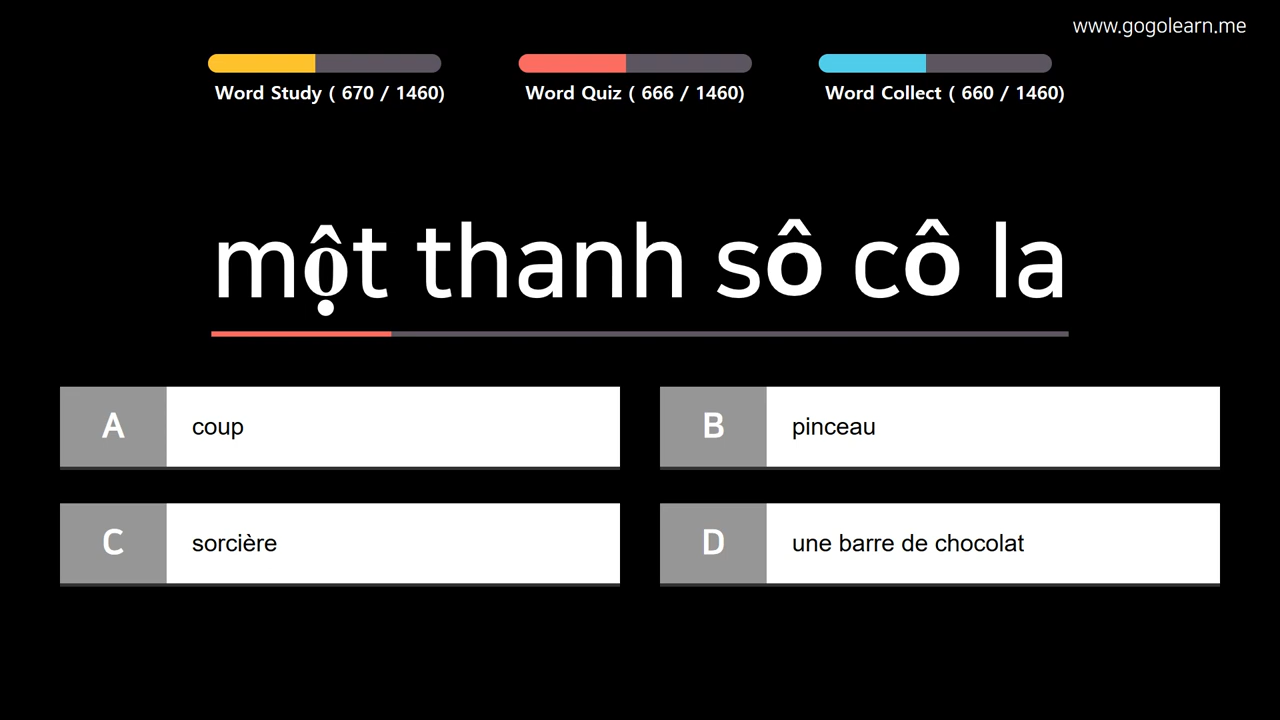 www.gogolearn.me
Word Study ( 670 / 1460)
Word Quiz ( 666 / 1460)
Word Collect ( 660 / 1460)
một thanh sô cô la
A coup
B pinceau
C sorcière
D une barre de chocolat